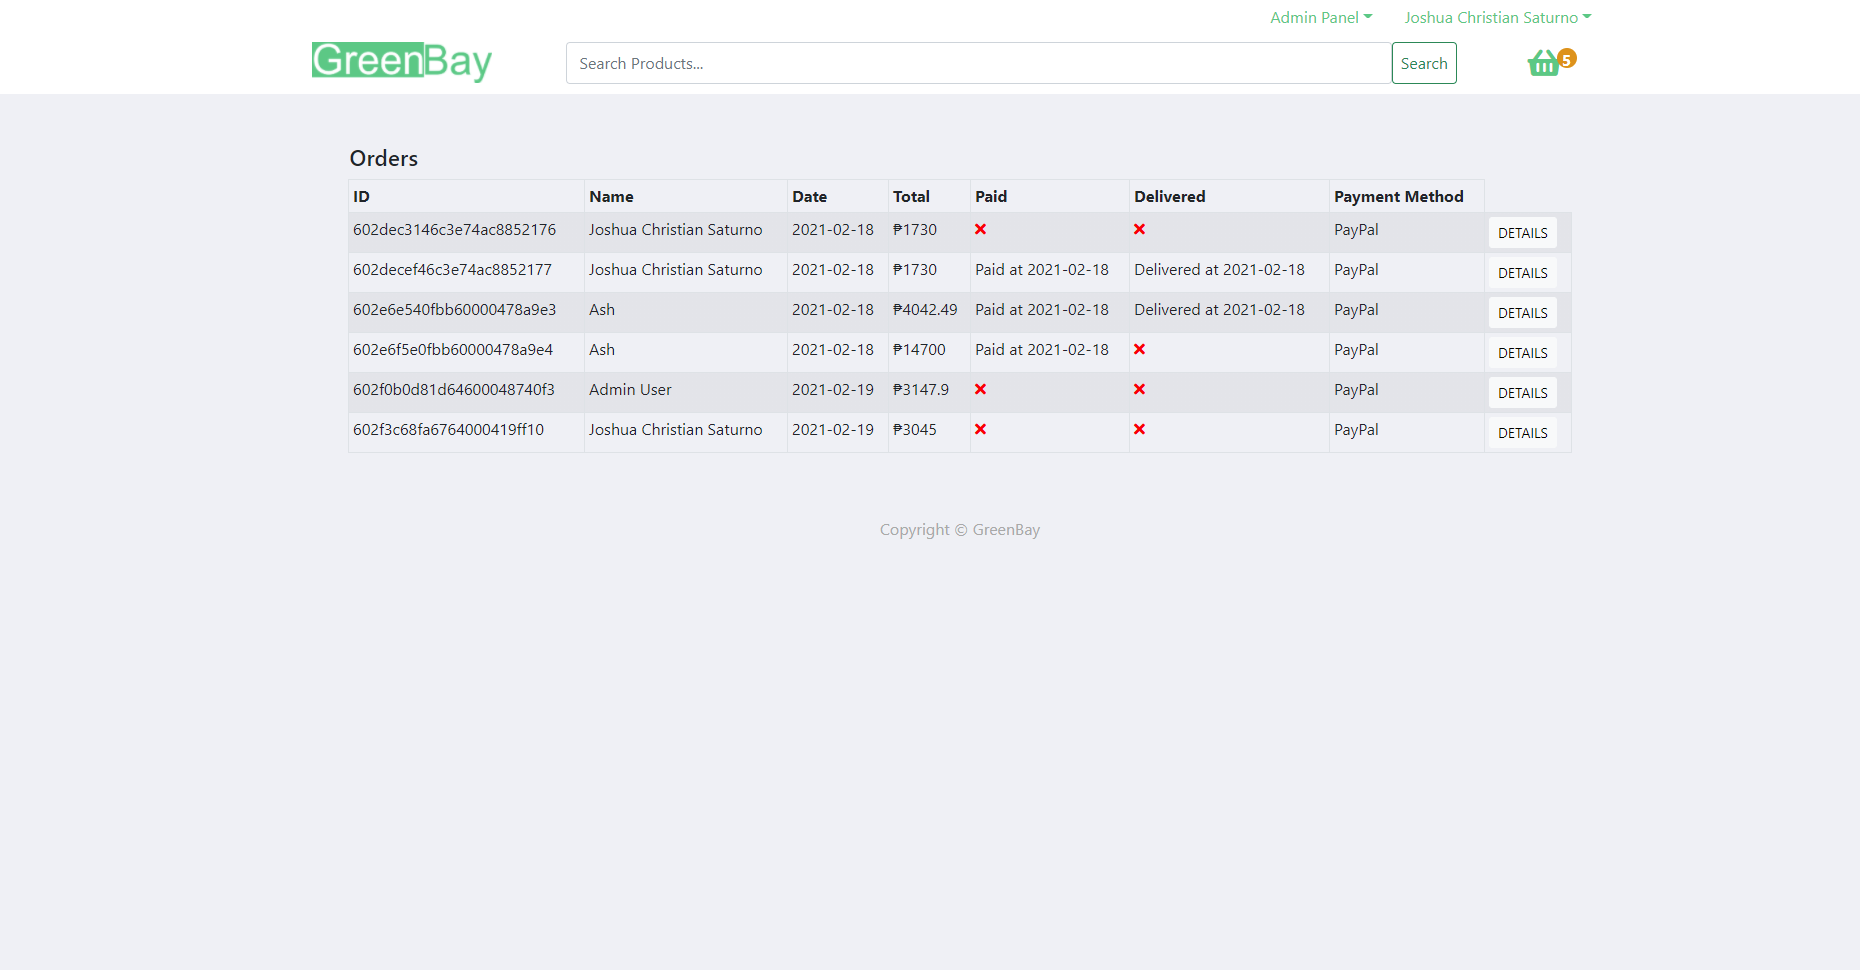 Admin Panel Joshua Christian Saturno
GreenBay Search Products... Search 5
Orders
ID Name Date Total Paid Delivered Payment Method
602dec3146c3e74ac8852176 Joshua Christian Saturno 2021-02-18 ₱1730 PayPal DETAILS
602decef46c3e74ac8852177 Joshua Christian Saturno 2021-02-18 ₱1730 Paid at 2021-02-18 Delivered at 2021-02-18 PayPal DETAILS
602e6e540fbb60000478a9e3 Ash 2021-02-18 ₱4042.49 Paid at 2021-02-18 Delivered at 2021-02-18 PayPal DETAILS
602e6f5e0fbb60000478a9e4 Ash 2021-02-18 ₱14700 Paid at 2021-02-18 PayPal DETAILS
602f0b0d81d64600048740f3 Admin User 2021-02-19 ₱3147.9 PayPal DETAILS
602f3c68fa6764000419ff10 Joshua Christian Saturno 2021-02-19 ₱3045 PayPal DETAILS
Copyright © GreenBay